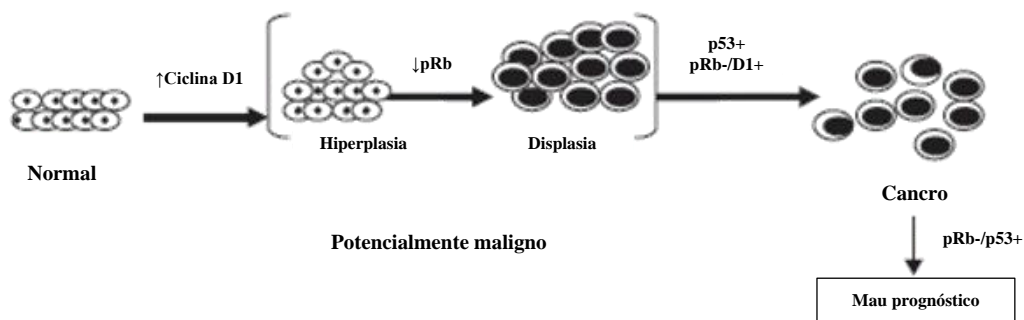 ↑Ciclina D1
↓pRb
p53+
pRb-/D1+
Hiperplasia
Displasia
Normal
Cancro
Potencialmente maligno
pRb-/p53+
Mau prognóstico